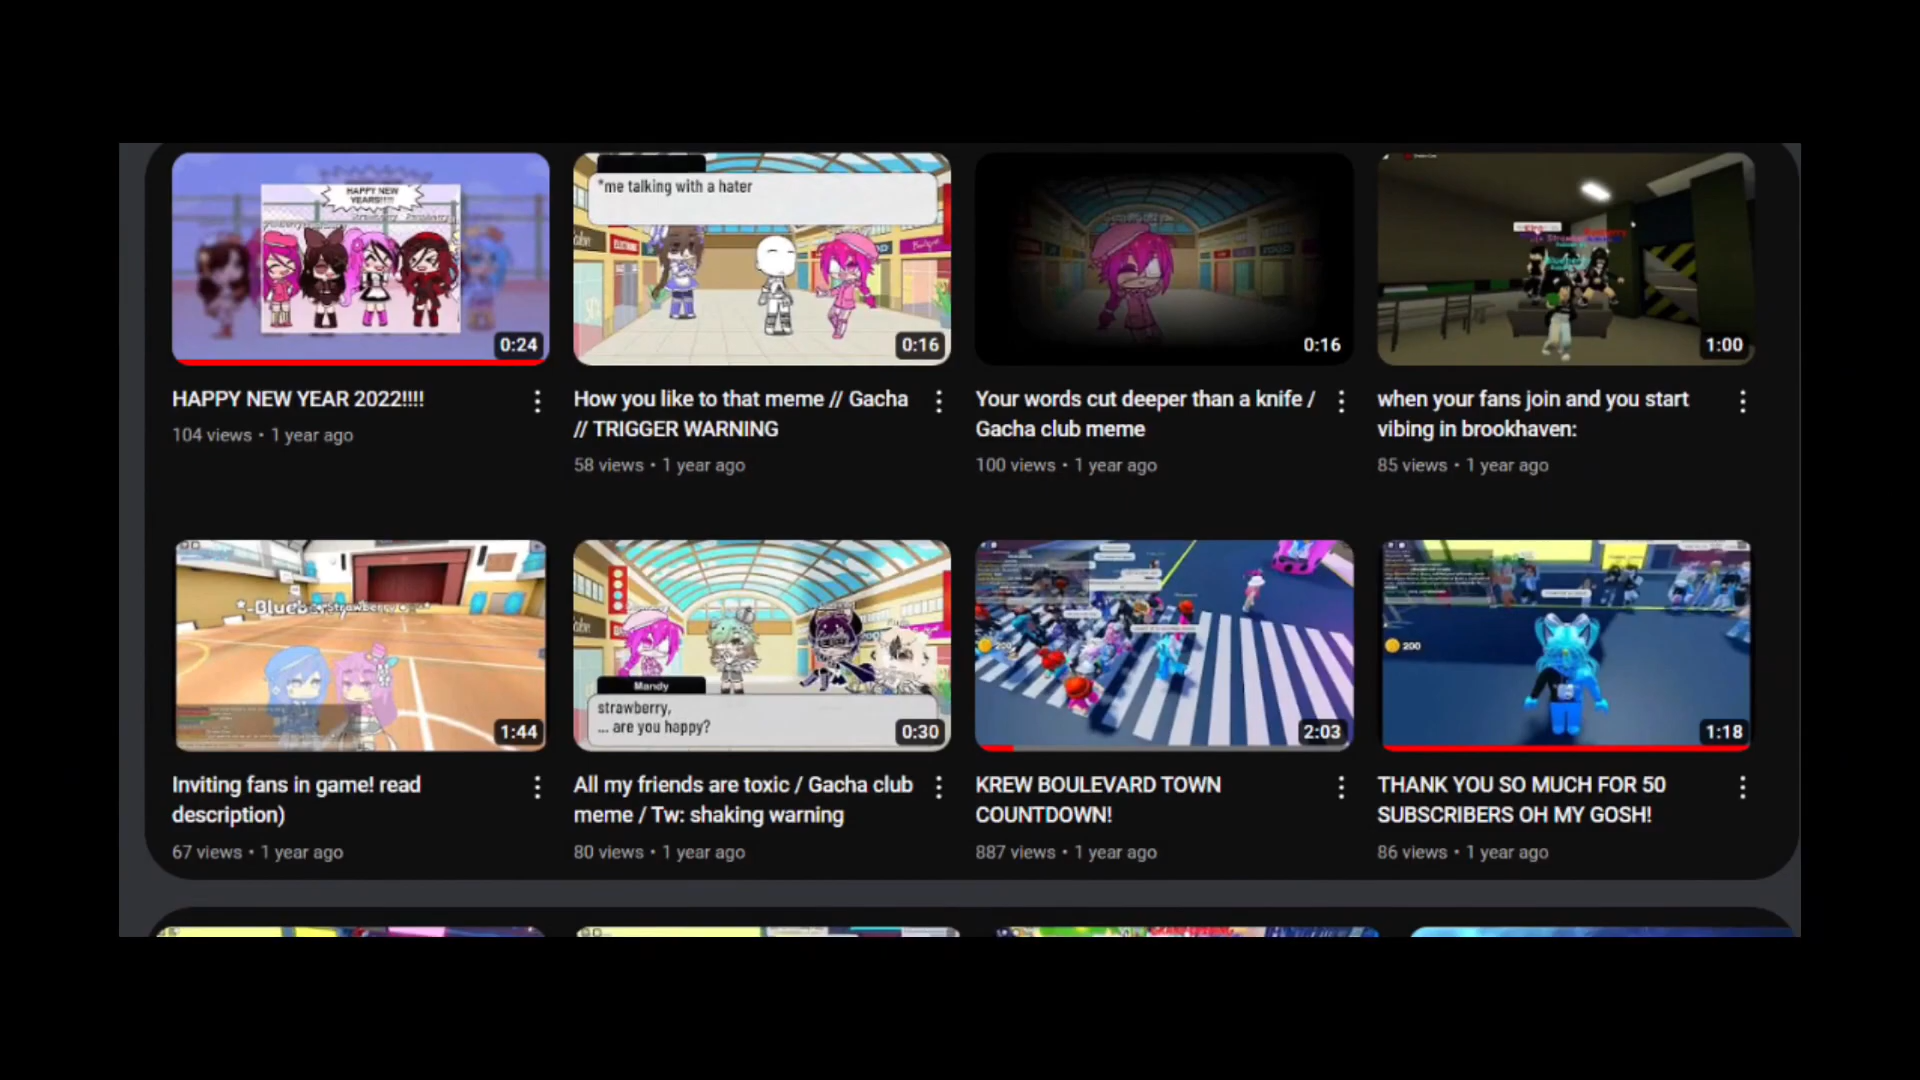 HAPPY NEW
YEARS!!!!
0:24
HAPPY NEW YEAR 2022!!!!
104 views • 1 year ago
*me talking with a hater
0:16
How you like to that meme // Gacha
// TRIGGER WARNING
58 views • 1 year ago
0:16
Your words cut deeper than a knife /
Gacha club meme
100 views • 1 year ago
1:00
when your fans join and you start
vibing in brookhaven:
85 views • 1 year ago
1:44
Inviting fans in game! read
description)
67 views • 1 year ago
Mandy
strawberry,
... are you happy?
0:30
All my friends are toxic / Gacha club
meme / Tw: shaking warning
80 views • 1 year ago
200
2:03
KREW BOULEVARD TOWN
COUNTDOWN!
887 views • 1 year ago
200
1:18
THANK YOU SO MUCH FOR 50
SUBSCRIBERS OH MY GOSH!
86 views • 1 year ago